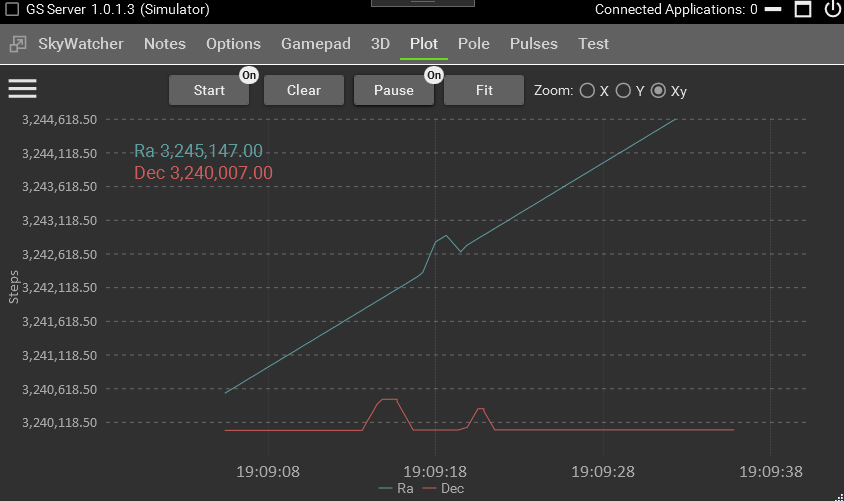 GS Server 1.0.1.3 (Simulator) Connected Applications: 0
SkyWatcher Notes Options Gamepad 3D Plot Pole Pulses Test
On On
Start Clear Pause Fit Zoom: X Y Xy
3,244,618.50
Ra 3,245,147.00
3,244,118.50
Dec 3,240,007.00
3,243,618.50
3,243,118.50
3,242,618.50
Steps
3,242,118.50
3,241,618.50
3,241,118.50
3,240,618.50
3,240,118.50
19:09:08 19:09:18 19:09:28 19:09:38
Ra Dec